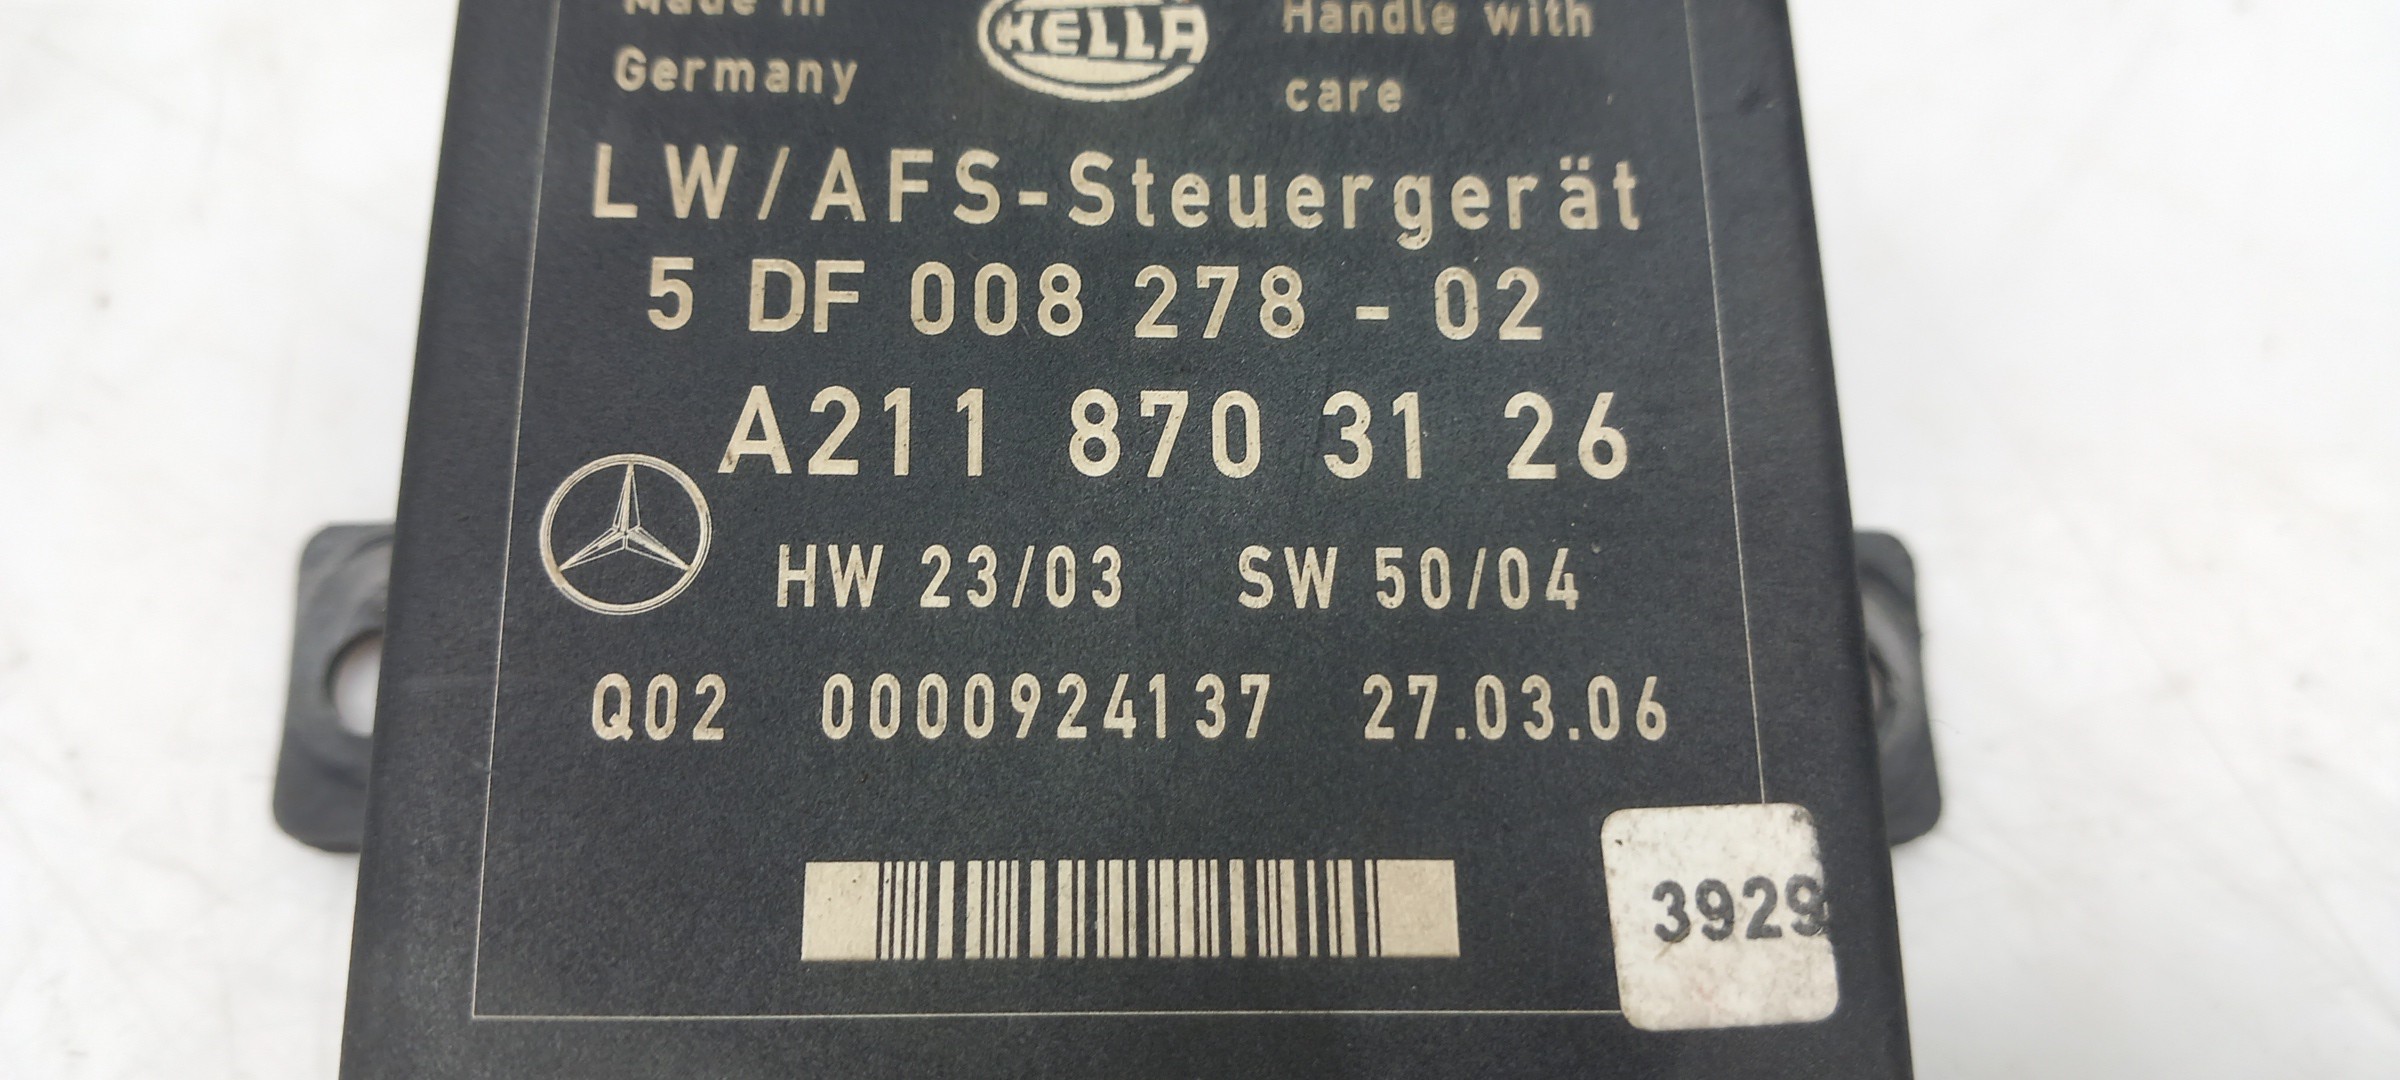 Made in HELLA Handle with
Germany care
LW/AFS-Steuergerät
5 DF 008 278 - 02
A211 870 31 26
HW 23/03 SW 50/04
Q02 0000924137 27.03.06
3929